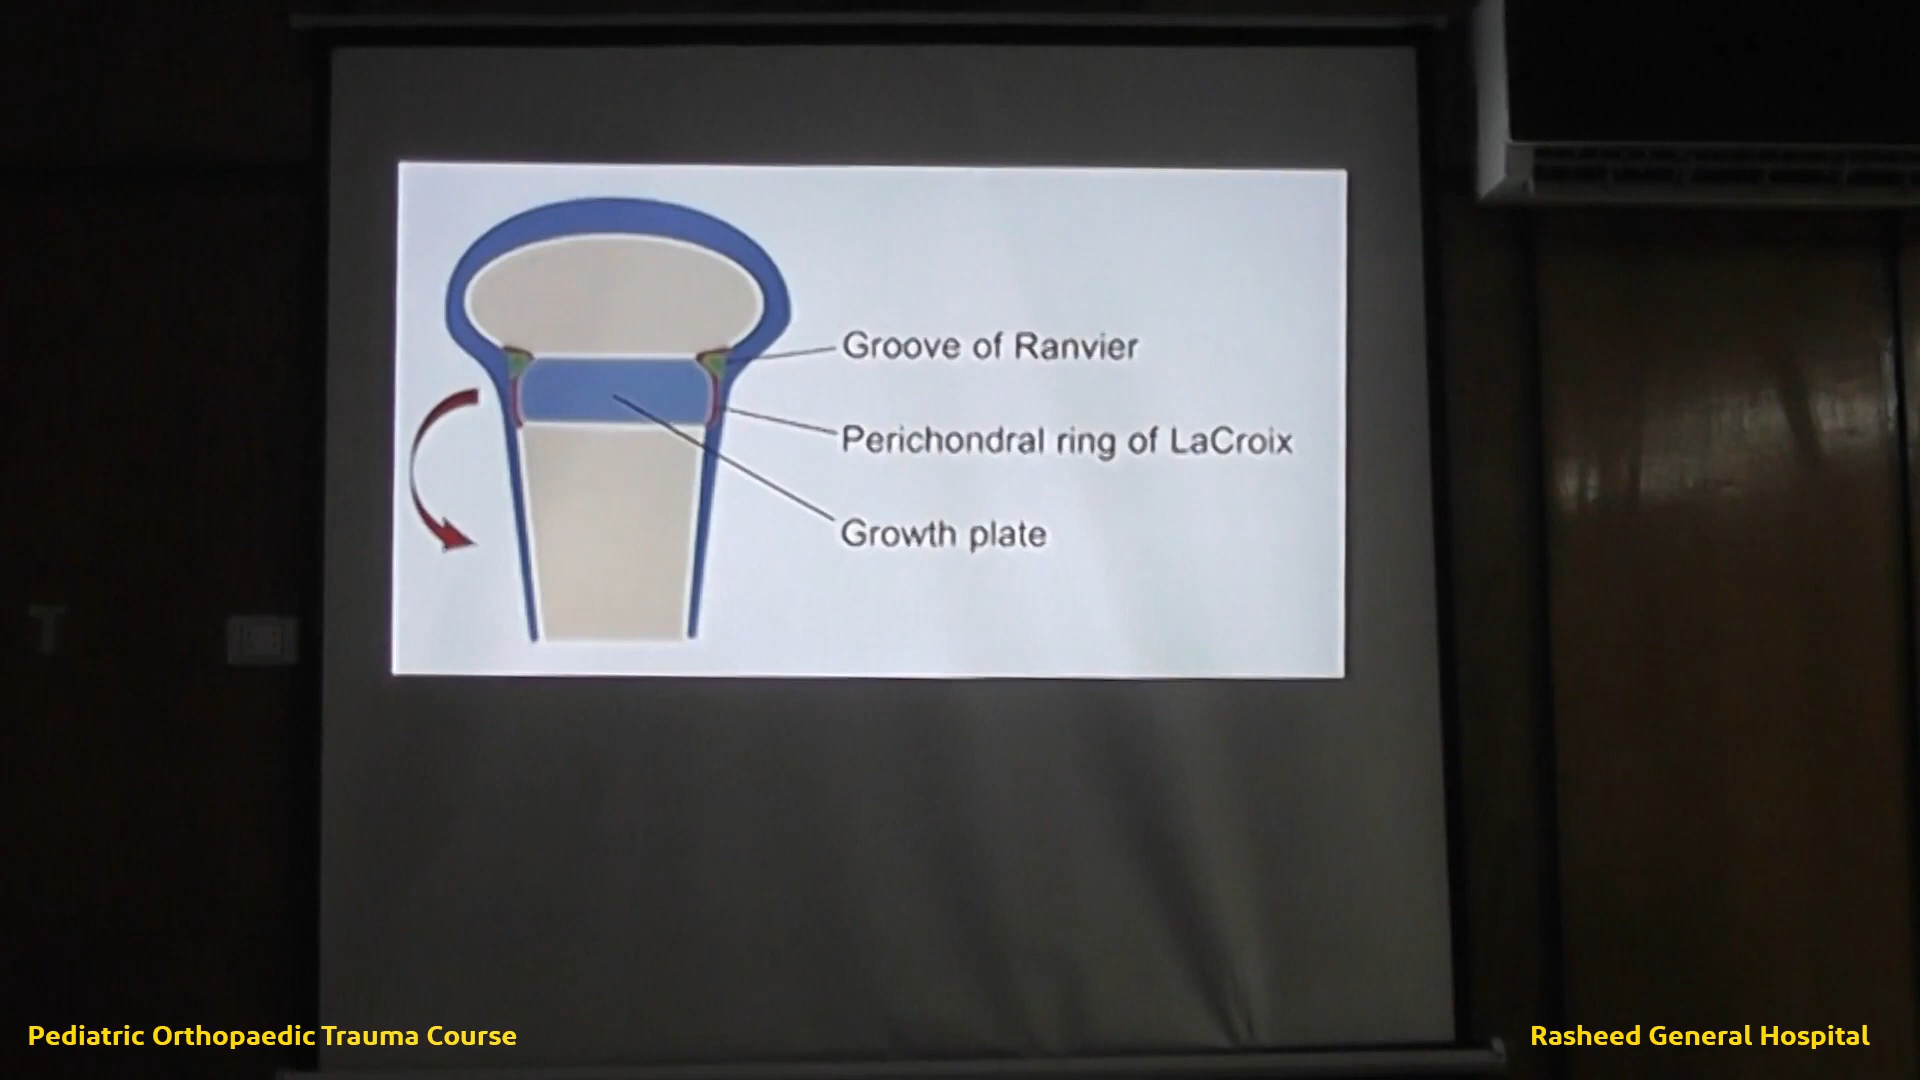 Groove of Ranvier
Perichondral ring of LaCroix
Growth plate
Pediatric Orthopaedic Trauma Course
Rasheed General Hospital